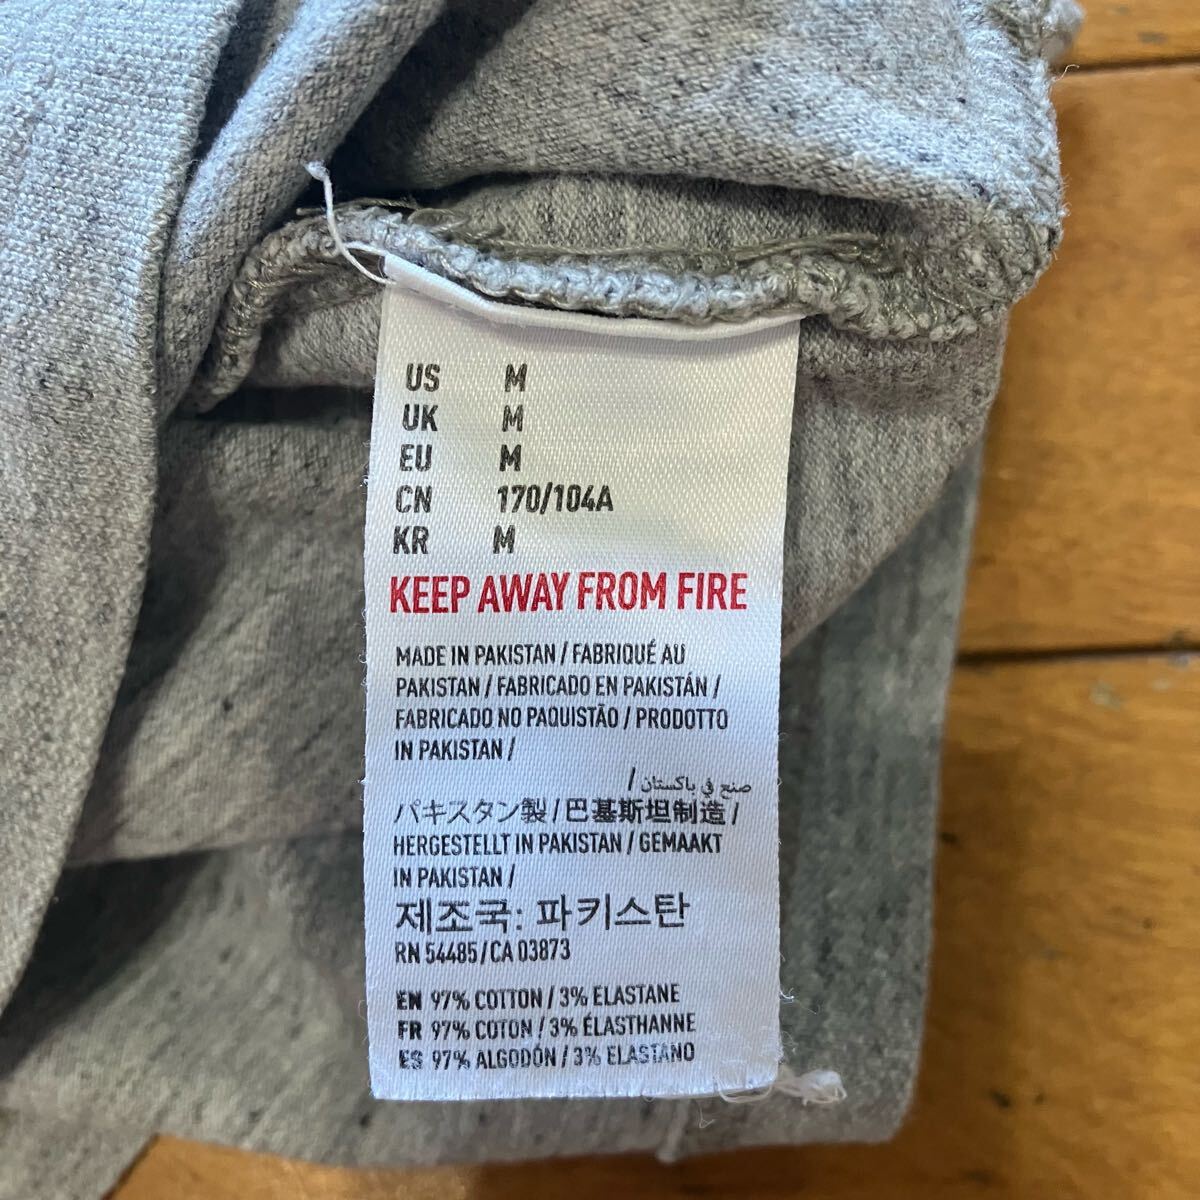 US M
UK M
EU M
CN 170/104A
KR M
KEEP AWAY FROM FIRE
MADE IN PAKISTAN / FABRIQUÉ AU
PAKISTAN / FABRICADO EN PAKISTÁN /
FABRICADO NO PAQUISTÃO / PRODOTTO
IN PAKISTAN /
صنع في باكستان /
パキスタン製 / 巴基斯坦制造 /
HERGESTELLT IN PAKISTAN / GEMAAKT
IN PAKISTAN /
제조국: 파키스탄
RN 54485 / CA 03873
EN 97% COTTON / 3% ELASTANE
FR 97% COTON / 3% ÉLASTHANNE
ES 97% ALGODÓN / 3% ELASTANO